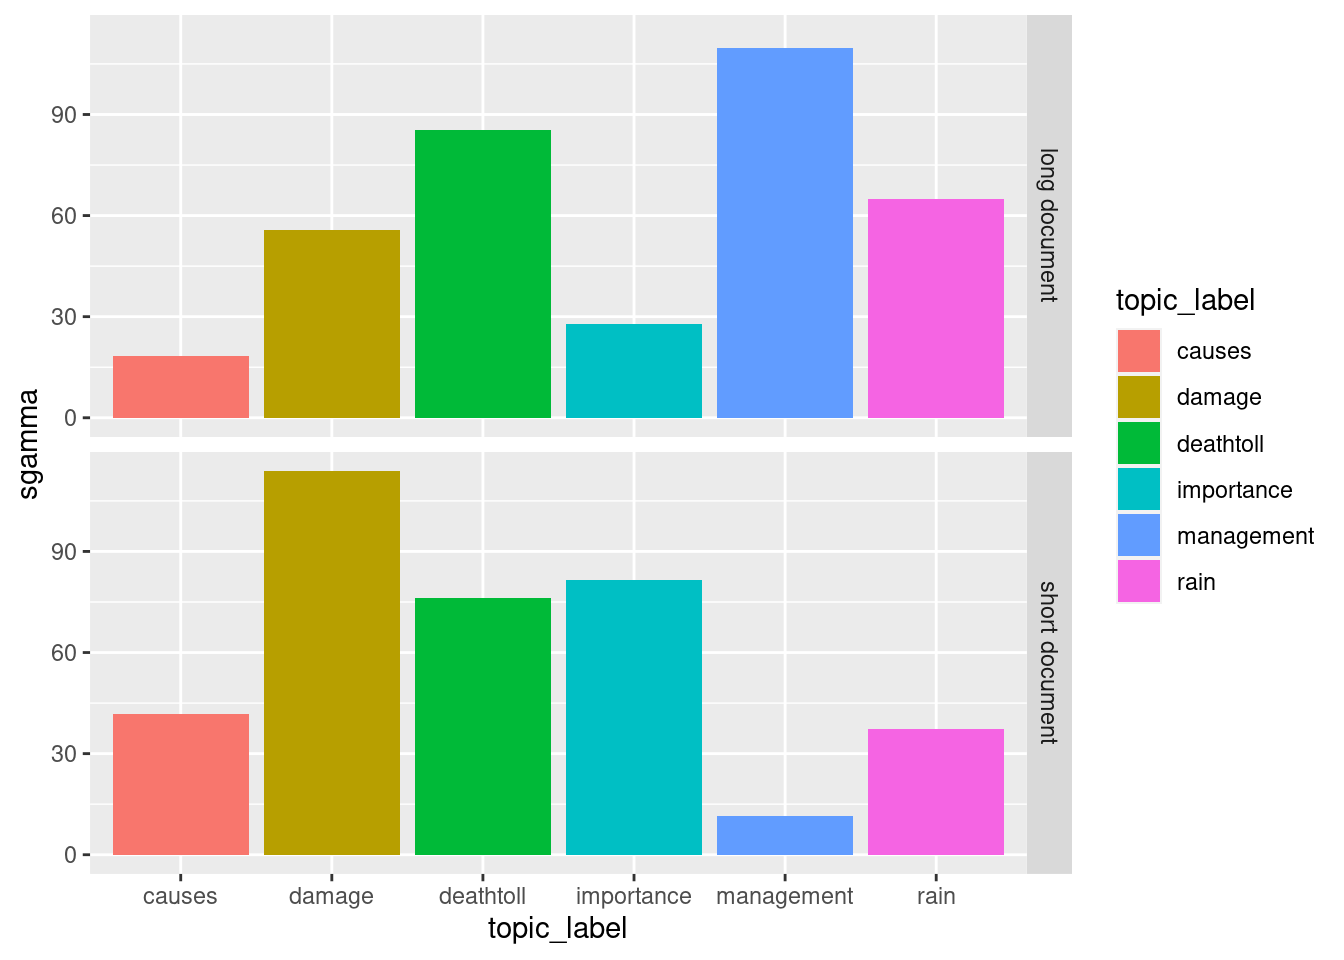 90
60
30
0
long document
90
60
30
0
short document
sgamma
causes
damage
deathtoll
importance
management
rain
topic_label
topic_label
causes
damage
deathtoll
importance
management
rain